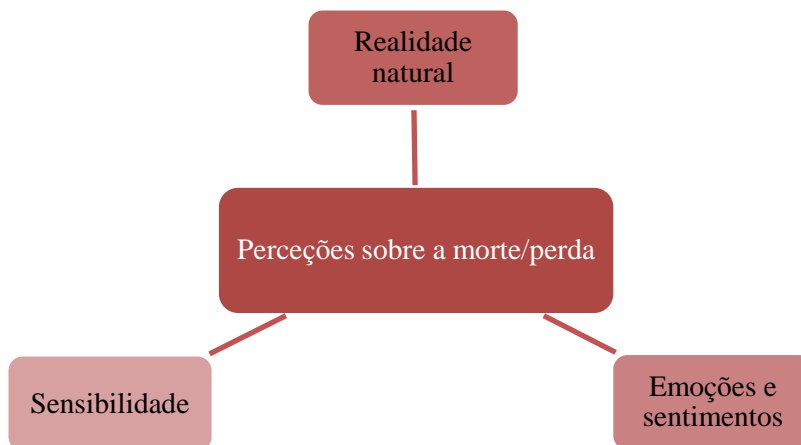 Realidade
natural
Perceções sobre a morte/perda
Sensibilidade
Emoções e
sentimentos